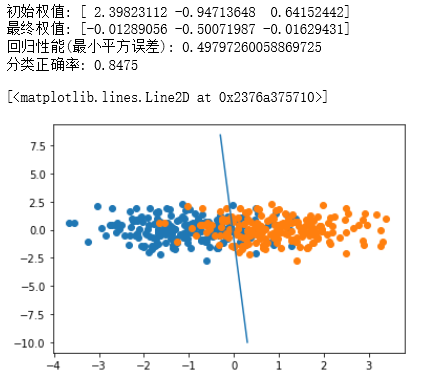 初始权值: [ 2.39823112 -0.94713648  0.64152442]
最终权值: [-0.01289056 -0.50071987 -0.01629431]
回归性能(最小平方误差): 0.49797260058869725
分类正确率: 0.8475
[<matplotlib.lines.Line2D at 0x2376a375710>]
7.5
5.0
2.5
0.0
−2.5
−5.0
−7.5
−10.0
−4 −3 −2 −1 0 1 2 3